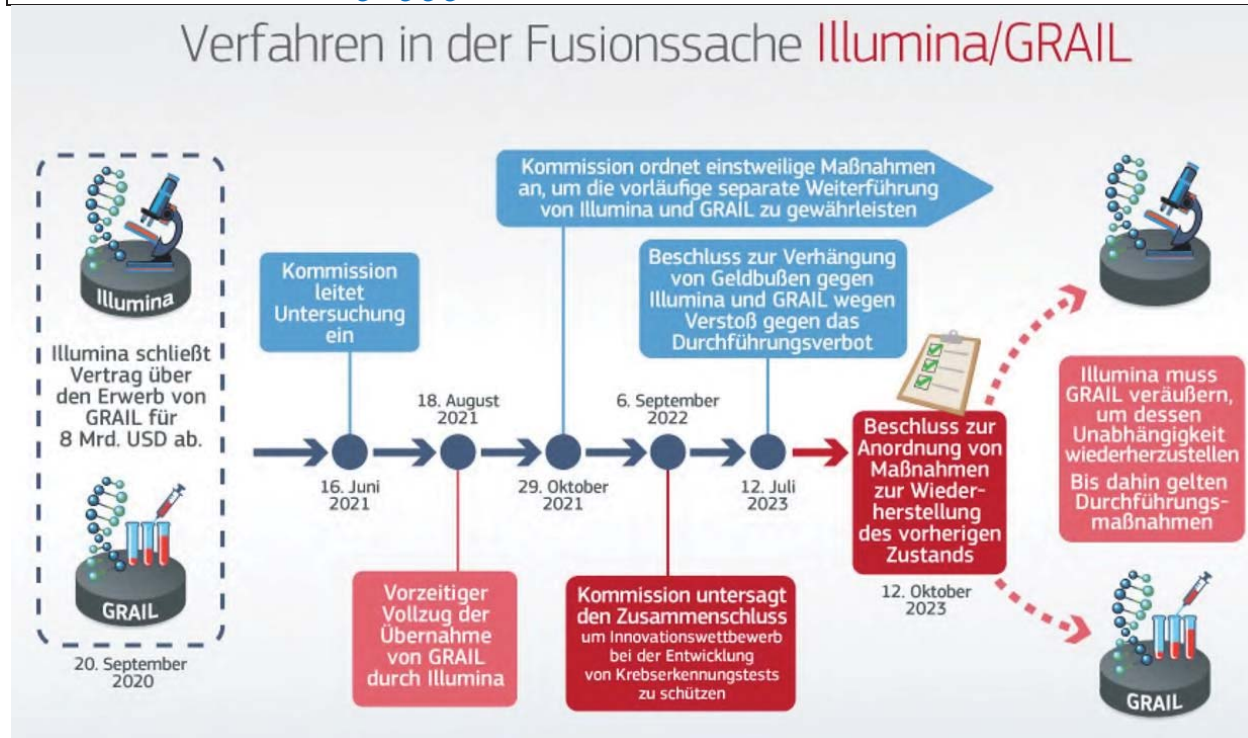 Verfahren in der Fusionssache Illumina/GRAIL
Illumina
Illumina schließt
Vertrag über
den Erwerb von
GRAIL für
8 Mrd. USD ab.
GRAIL
20. September
2020
Kommission
leitet
Untersuchung
ein
16. Juni
2021
18. August
2021
Vorzeitiger
Vollzug der
Übernahme
von GRAIL
durch Illumina
Kommission ordnet einstweilige Maßnahmen
an, um die vorläufige separate Weiterführung
von Illumina und GRAIL zu gewährleisten
29. Oktober
2021
6. September
2022
Kommission untersagt
den Zusammenschluss
um Innovationswettbewerb
bei der Entwicklung
von Krebserkennungstests
zu schützen
Beschluss zur Verhängung
von Geldbußen gegen
Illumina und GRAIL wegen
Verstoß gegen das
Durchführungsverbot
12. Juli
2023
Beschluss zur
Anordnung von
Maßnahmen
zur Wieder-
herstellung
des vorherigen
Zustands
12. Oktober
2023
Illumina muss
GRAIL veräußern,
um dessen
Unabhängigkeit
wiederherzustellen
Bis dahin gelten
Durchführungs-
maßnahmen
GRAIL